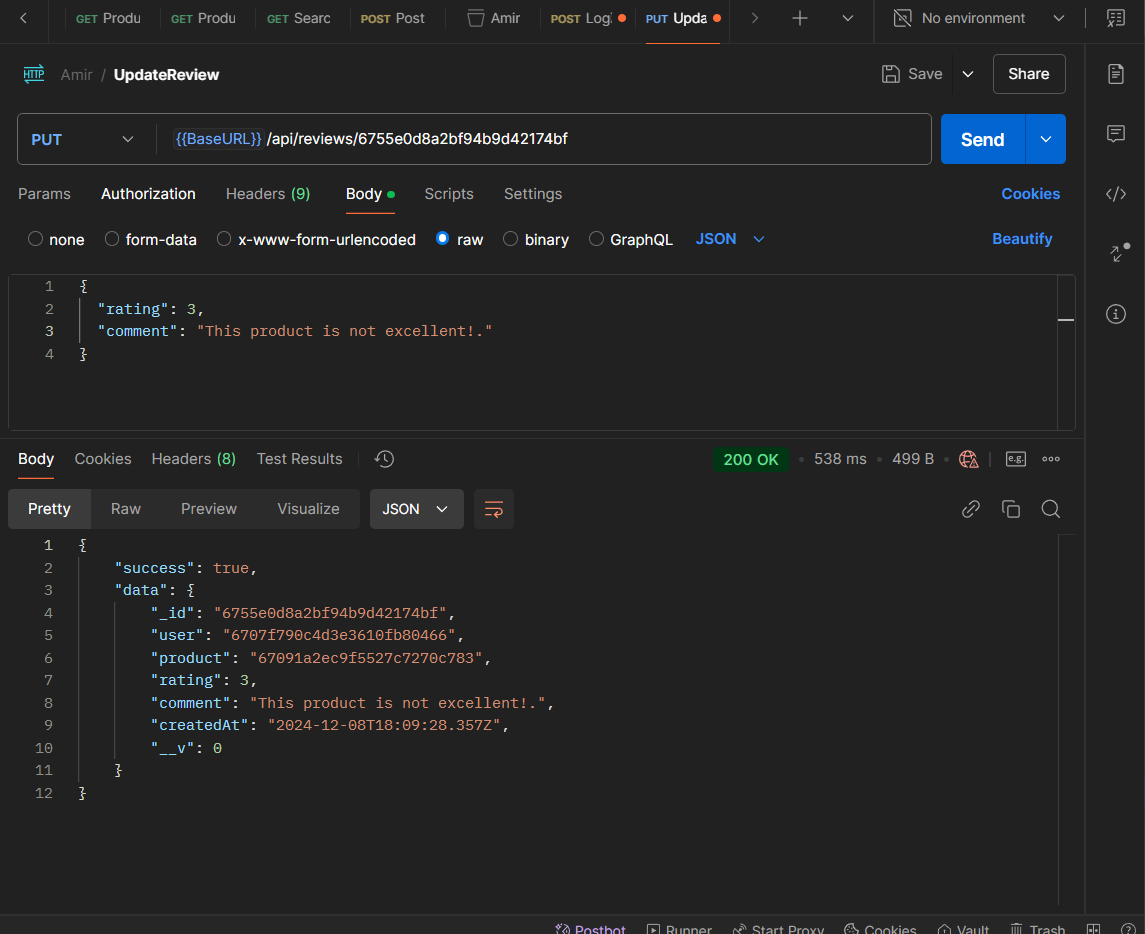 GET Produ GET Produ GET Searc POST Post Amir POST Log PUT Upda No environment
HTTP Amir / UpdateReview Save Share
PUT {{BaseURL}} /api/reviews/6755e0d8a2bf94b9d42174bf Send
Params Authorization Headers (9) Body Scripts Settings Cookies
none form-data x-www-form-urlencoded raw binary GraphQL JSON Beautify
1 {
2 "rating": 3,
3 "comment": "This product is not excellent!."
4 }
Body Cookies Headers (8) Test Results 200 OK • 538 ms • 499 B • e.g.
Pretty Raw Preview Visualize JSON
1 {
2 "success": true,
3 "data": {
4 "_id": "6755e0d8a2bf94b9d42174bf",
5 "user": "6707f790c4d3e3610fb80466",
6 "product": "67091a2ec9f5527c7270c783",
7 "rating": 3,
8 "comment": "This product is not excellent!.",
9 "createdAt": "2024-12-08T18:09:28.357Z",
10 "__v": 0
11 }
12 }
Postbot Runner Start Proxy Cookies Vault Trash